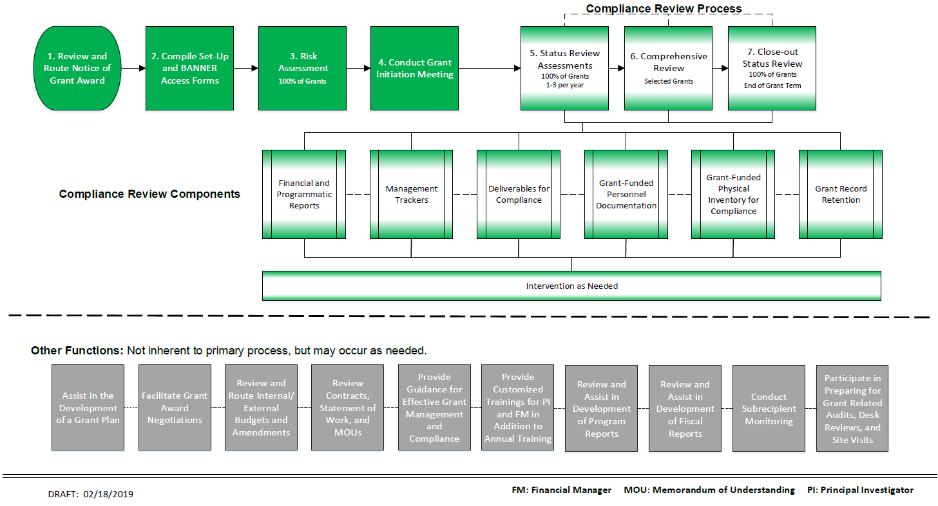 Compliance Review Process
1. Review and
Route Notice of
Grant Award
2. Compile Set-Up
and BANNER
Access Forms
3. Risk
Assessment
100% of Grants
4. Conduct Grant
Initiation Meeting
5. Status Review
Assessments
100% of Grants
1-3 per year
6. Comprehensive
Review
Selected Grants
7. Close-out
Status Review
100% of Grants
End of Grant Term
Compliance Review Components
Financial and
Programmatic
Reports
Management
Trackers
Deliverables for
Compliance
Grant-Funded
Personnel
Documentation
Grant-Funded
Physical
Inventory for
Compliance
Grant Record
Retention
Intervention as Needed
Other Functions: Not inherent to primary process, but may occur as needed.
Assist in the
Development
of a Grant Plan
Facilitate Grant
Award
Negotiations
Review and
Route Internal/
External
Budgets and
Amendments
Review
Contracts,
Statement of
Work, and
MOUs
Provide
Guidance for
Effective Grant
Management
and
Compliance
Provide
Customized
Trainings for PI
and FM in
Addition to
Annual Training
Review and
Assist in
Development
of Program
Reports
Review and
Assist in
Development
of Fiscal
Reports
Conduct
Subrecipient
Monitoring
Participate in
Preparing for
Grant Related
Audits, Desk
Reviews, and
Site Visits
DRAFT: 02/18/2019
FM: Financial Manager MOU: Memorandum of Understanding PI: Principal Investigator